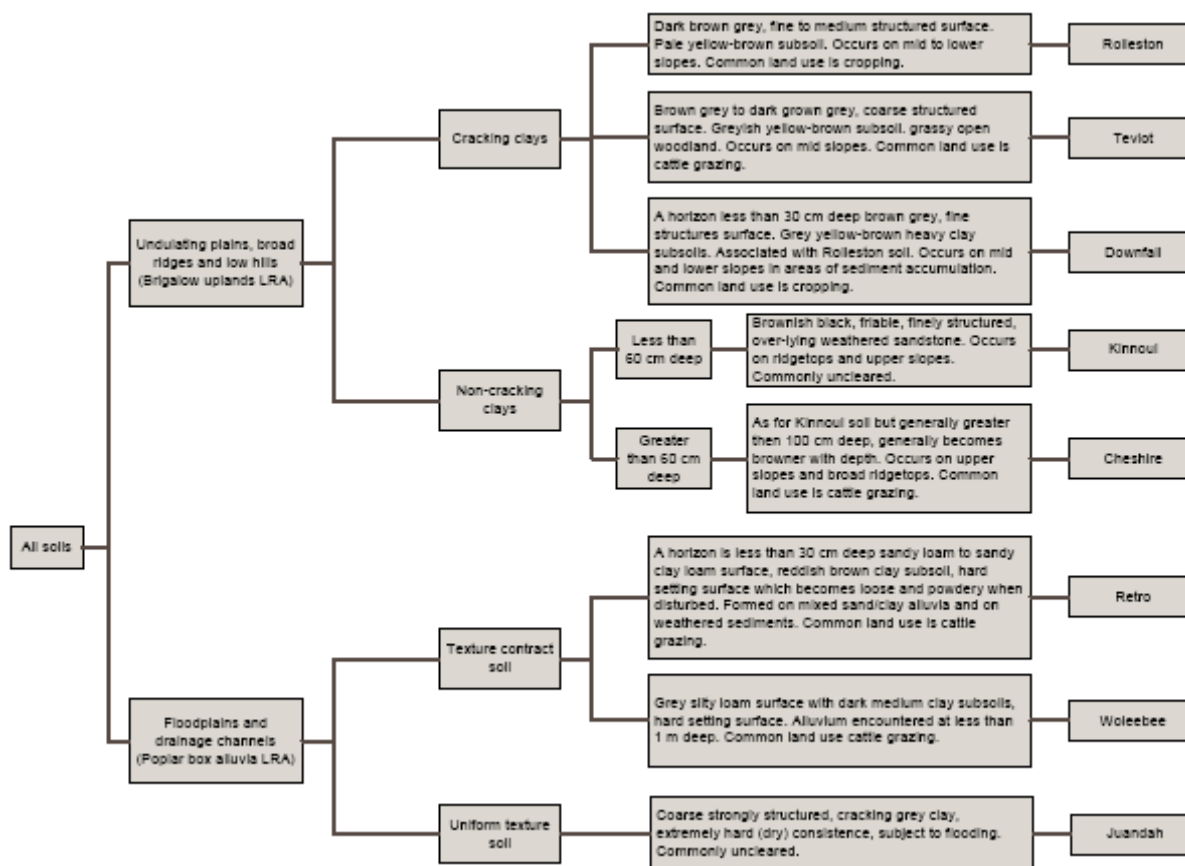 Dark brown grey, fine to medium structured surface.
Pale yellow-brown subsoil. Occurs on mid to lower
slopes. Common land use is cropping.
Rolleston
Cracking clays
Brown grey to dark grown grey, coarse structured
surface. Greyish yellow-brown subsoil. grassy open
woodland. Occurs on mid slopes. Common land use is
cattle grazing.
Teviot
Undulating plains, broad
ridges and low hills
(Brigalow uplands LRA)
A horizon less than 30 cm deep brown grey, fine
structures surface. Grey yellow-brown heavy clay
subsoils. Associated with Rolleston soil. Occurs on mid
and lower slopes in areas of sediment accumulation.
Common land use is cropping.
Downfall
Less than
60 cm deep
Brownish black, friable, finely structured,
over-lying weathered sandstone. Occurs
on ridgetops and upper slopes.
Commonly uncleared.
Kinnoul
Non-cracking
clays
Greater
than 60 cm
deep
As for Kinnoul soil but generally greater
then 100 cm deep, generally becomes
browner with depth. Occurs on upper
slopes and broad ridgetops. Common
land use is cattle grazing.
Cheshire
All soils
A horizon is less than 30 cm deep sandy loam to sandy
clay loam surface, reddish brown clay subsoil, hard
setting surface which becomes loose and powdery when
disturbed. Formed on mixed sand/clay alluvia and on
weathered sediments. Common land use is cattle
grazing.
Retro
Texture contract
soil
Grey silty loam surface with dark medium clay subsoils,
hard setting surface. Alluvium encountered at less than
1 m deep. Common land use cattle grazing.
Woleebee
Floodplains and
drainage channels
(Poplar box alluvia LRA)
Uniform texture
soil
Coarse strongly structured, cracking grey clay,
extremely hard (dry) consistence, subject to flooding.
Commonly uncleared.
Juandah